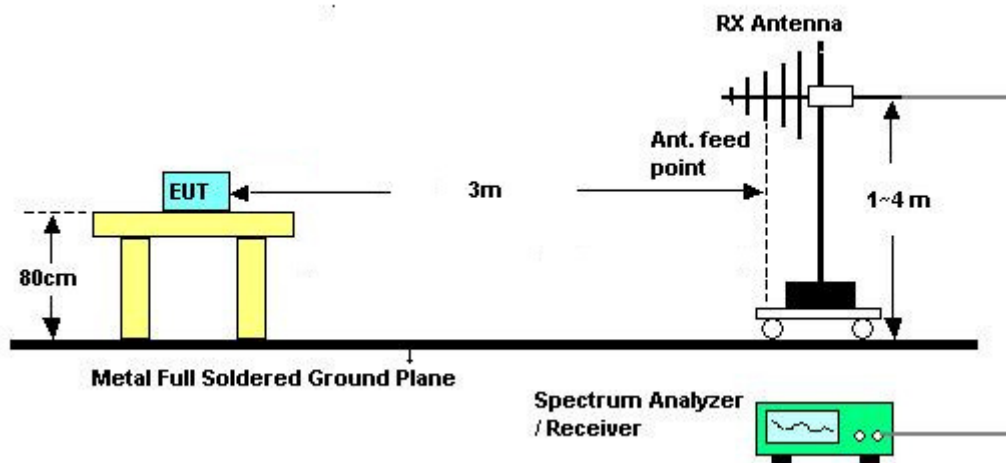 RX Antenna
Ant. feed
point
EUT
3m
1~4 m
80cm
Metal Full Soldered Ground Plane
Spectrum Analyzer
/ Receiver